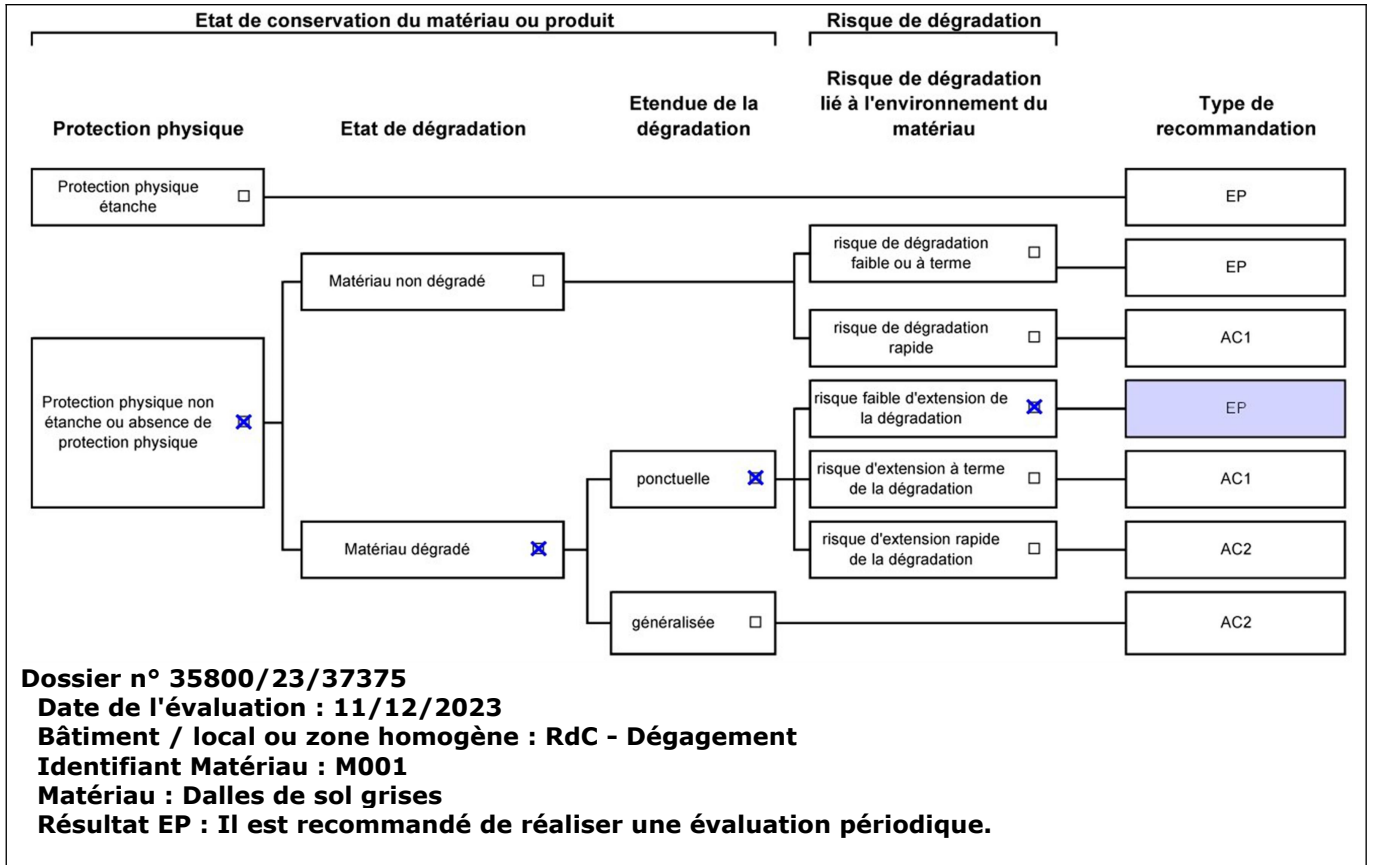 Etat de conservation du matériau ou produit
Risque de dégradation
Protection physique
Etat de dégradation
Etendue de la
dégradation
Risque de dégradation
lié à l'environnement du
matériau
Type de
recommandation
Protection physique
étanche
EP
Protection physique non
étanche ou absence de
protection physique
Matériau non dégradé
risque de dégradation
faible ou à terme
EP
risque de dégradation
rapide
AC1
Matériau dégradé
ponctuelle
risque faible d'extension de
la dégradation
EP
risque d'extension à terme
de la dégradation
AC1
risque d'extension rapide
de la dégradation
AC2
généralisée
AC2
Dossier n° 35800/23/37375
Date de l'évaluation : 11/12/2023
Bâtiment / local ou zone homogène : RdC - Dégagement
Identifiant Matériau : M001
Matériau : Dalles de sol grises
Résultat EP : Il est recommandé de réaliser une évaluation périodique.